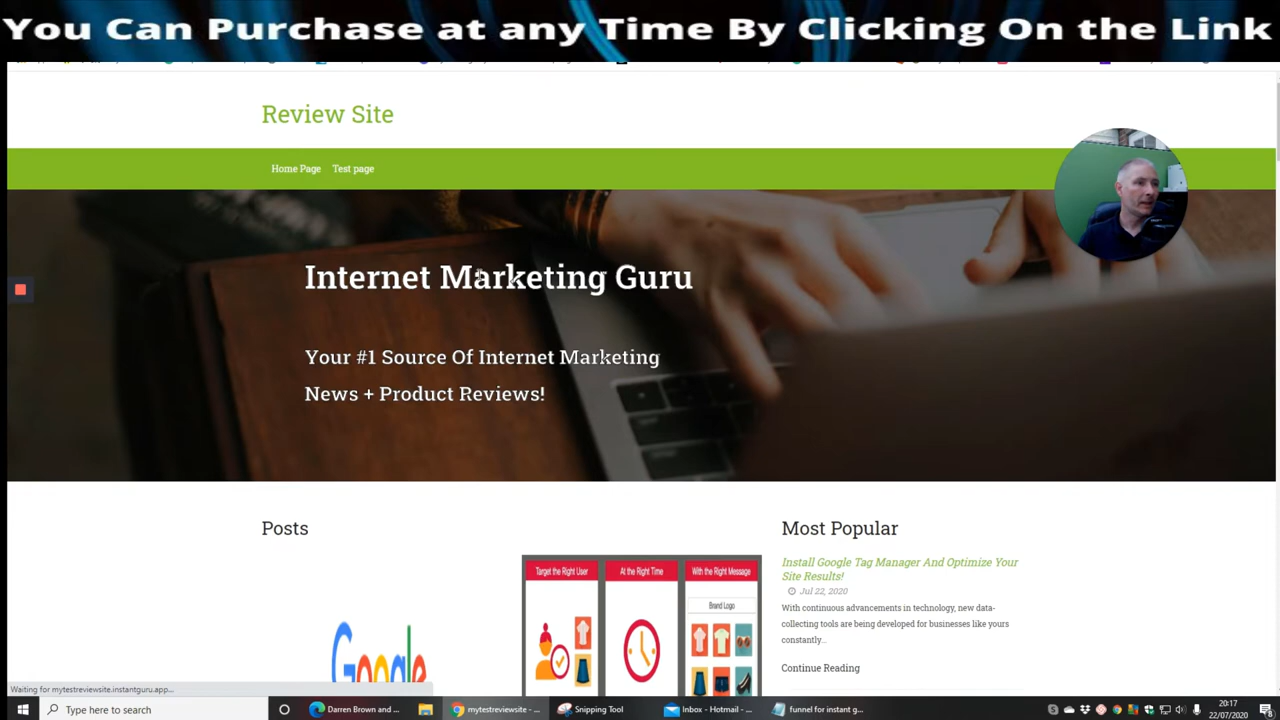 You Can Purchase at any Time By Clicking On the Link
Review Site
Home Page Test page
Internet Marketing Guru
Your #1 Source Of Internet Marketing
News + Product Reviews!
Posts
Most Popular
Install Google Tag Manager And Optimize Your
Site Results!
Jul 22, 2020
With continuous advancements in technology, new data-
collecting tools are being developed for businesses like yours
constantly...
Continue Reading
Target the Right User
At the Right Time
With the Right Message
Brand Logo
Google
Waiting for mytestreviewsite.instantguru.app...
Type here to search
Darren Brown and ...
mytestreviewsite - ...
Snipping Tool
Inbox - Hotmail - ...
funnel for instant g...
20:17
22/07/2020